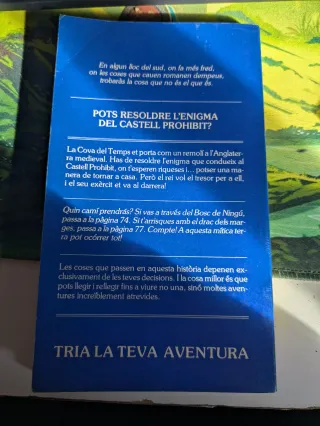 En algun lloc del sud, on fa més fred,
on les coses que cauen romanen dempeus,
trobaràs la cosa que no és el que és.
POTS RESOLDRE L'ENIGMA
DEL CASTELL PROHIBIT?
La Cova del Temps et porta com un remolí a l'Anglater-
ra medieval. Has de resoldre l'enigma que condueix al
Castell Prohibit, on t'esperen riqueses i... potser una ma-
nera de tornar a casa. Però el rei vol el tresor per a ell,
i el seu exèrcit et va al darrera!
Quin camí prendràs? Si vas a través del Bosc de Ningú,
passa a la pàgina 74. Si t'arrisques amb el drac dels mar-
ges, passa a la pàgina 77. Compte! A aquesta mítica ter-
ra pot ocórrer tot!
Les coses que passen en aquesta història depenen ex-
clusivament de les teves decisions. I la cosa millor és que
pots llegir i rellegir fins a viure no una, sinó moltes aven-
tures increïblement atrevides.
TRIA LA TEVA AVENTURA